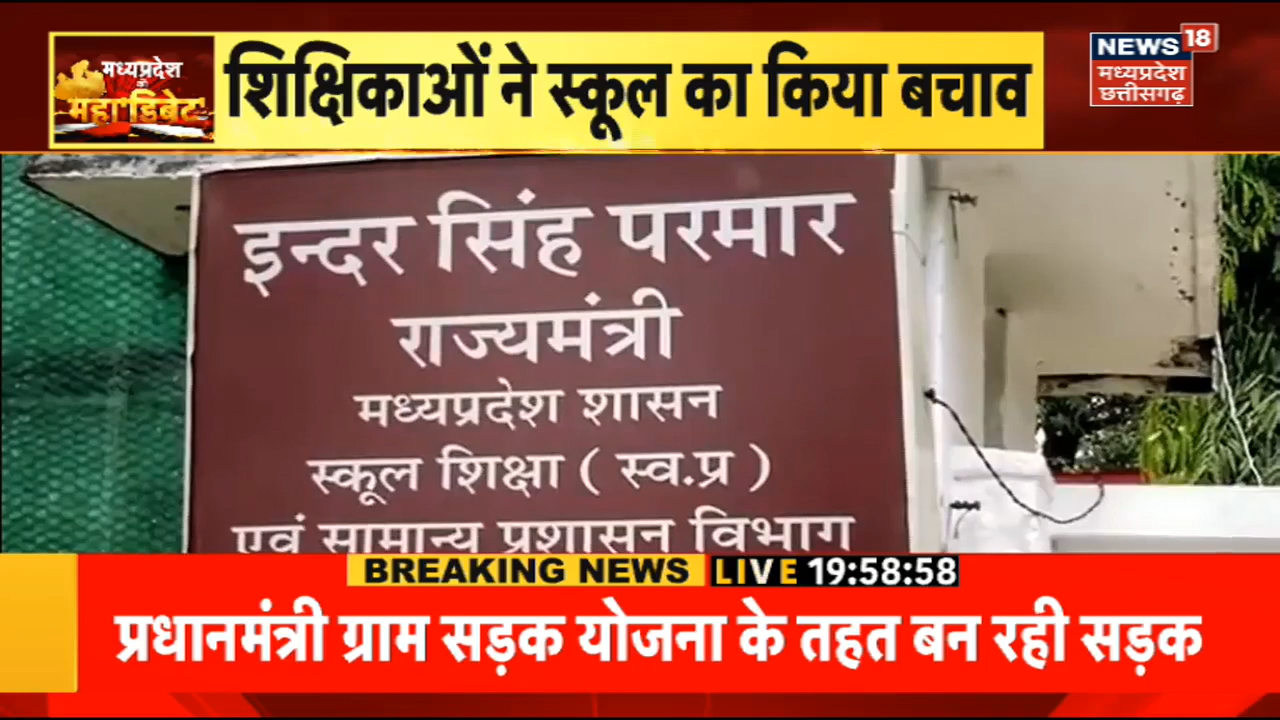 मध्यप्रदेश
का
महा'डिबेट'
शिक्षिकाओं ने स्कूल का किया बचाव
NEWS 18
मध्यप्रदेश
छत्तीसगढ़
इन्दर सिंह परमार
राज्यमंत्री
मध्यप्रदेश शासन
स्कूल शिक्षा ( स्व.प्र )
एवं सामान्य प्रशासन विभाग
BREAKING NEWS LIVE 19:58:58
प्रधानमंत्री ग्राम सड़क योजना के तहत बन रही सड़क